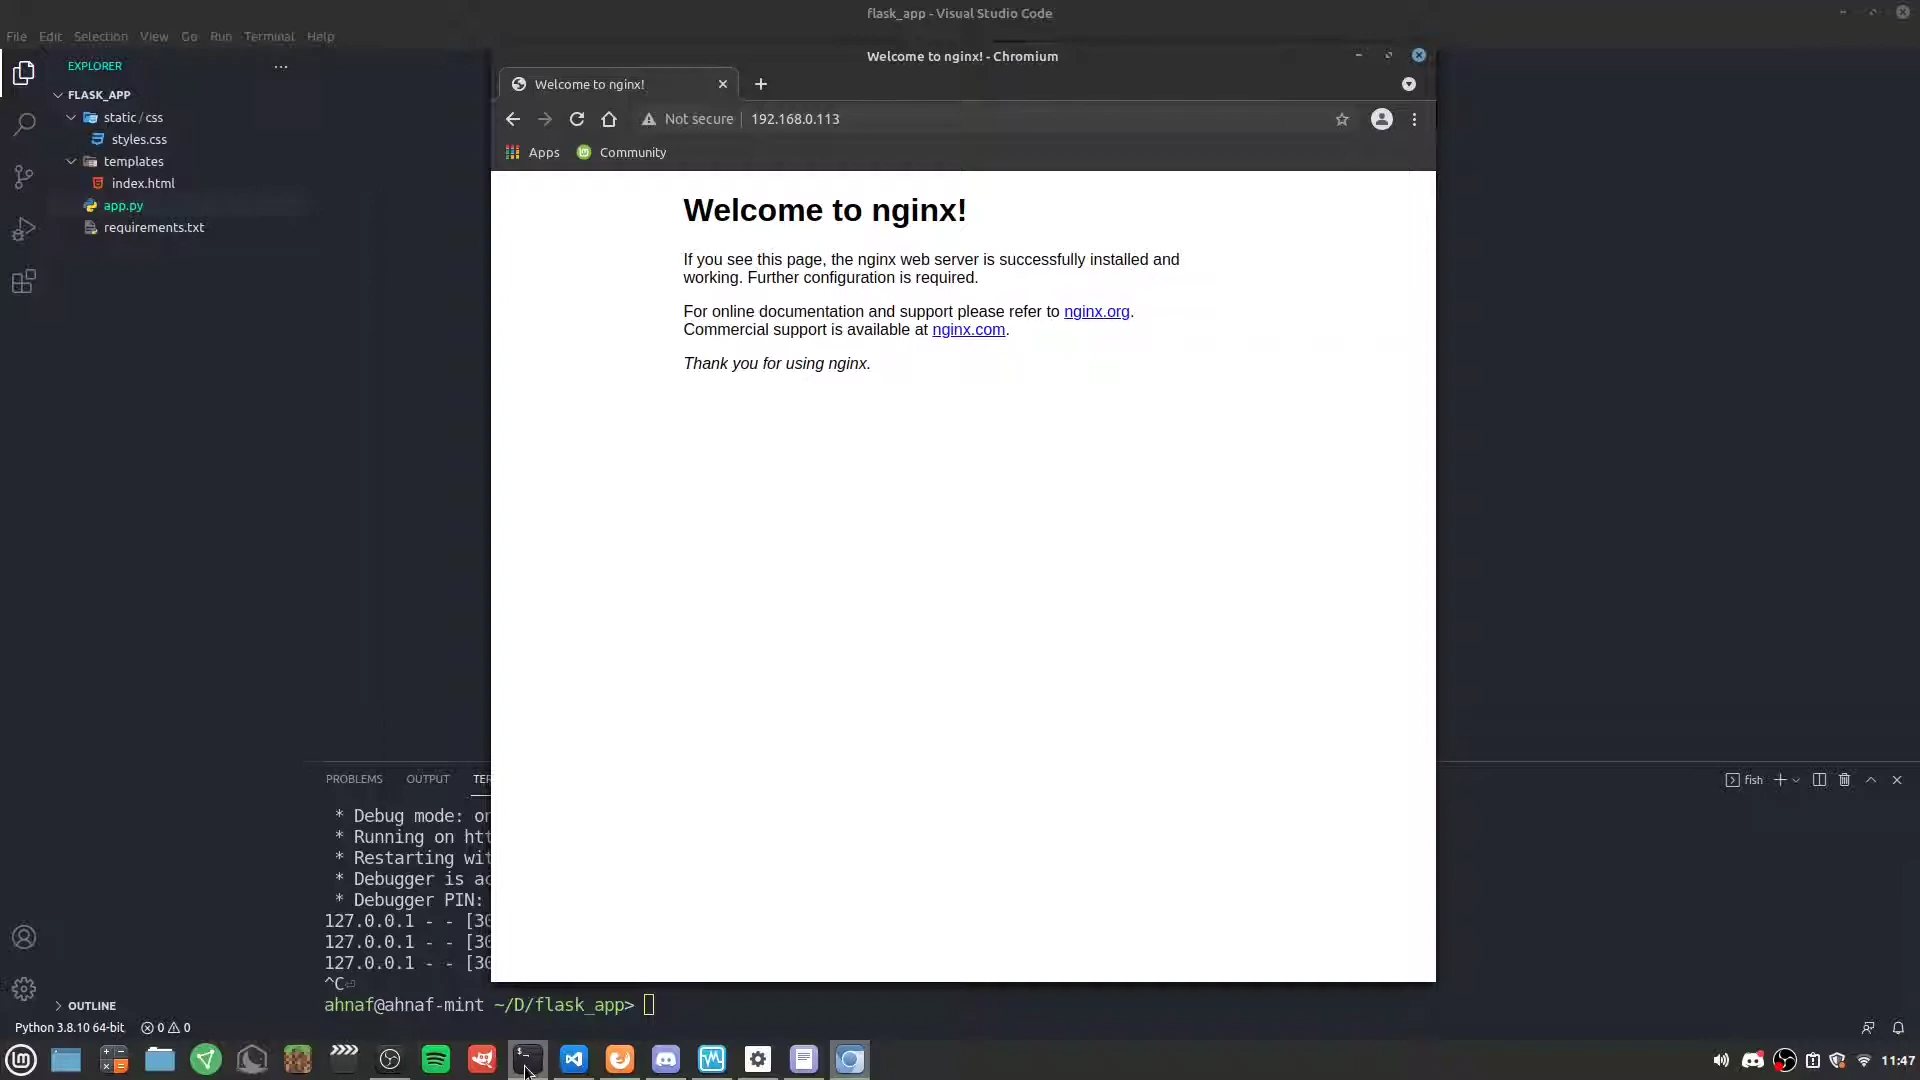 flask_app - Visual Studio Code
File Edit Selection View Go Run Terminal Help
EXPLORER
FLASK_APP
static / css
styles.css
templates
index.html
app.py
requirements.txt
OUTLINE
Python 3.8.10 64-bit 0 0
Welcome to nginx! - Chromium
Welcome to nginx!
Not secure 192.168.0.113
Apps Community
Welcome to nginx!
If you see this page, the nginx web server is successfully installed and
working. Further configuration is required.
For online documentation and support please refer to nginx.org.
Commercial support is available at nginx.com.
Thank you for using nginx.
PROBLEMS OUTPUT
fish
* Debug mode:
* Running on
* Restarting
* Debugger is
* Debugger PIN:
127.0.0.1 - - [30
127.0.0.1 - - [30
127.0.0.1 - - [30
^C⏎
ahnaf@ahnaf-mint ~/D/flask_app>
11:47